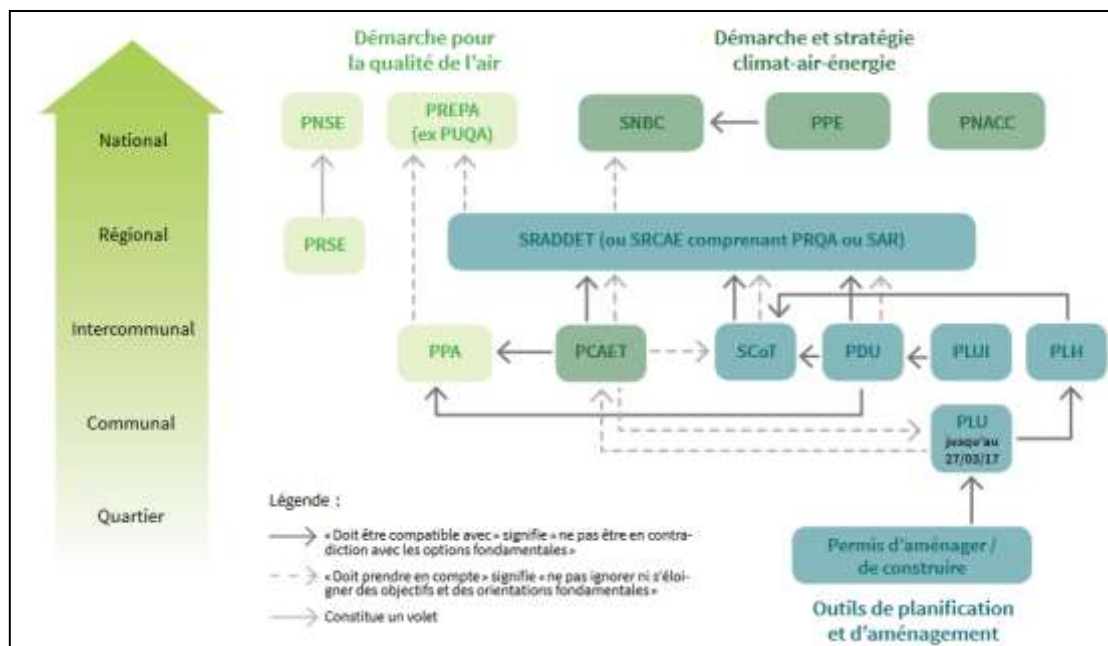 Démarche pour
la qualité de l'air
Démarche et stratégie
climat-air-énergie
National
PNSE
PREPA
(ex PUQA)
SNBC
PPE
PNACC
Régional
PRSE
SRADDET (ou SRCAE comprenant PRQA ou SAR)
Intercommunal
PPA
PCAET
SCoT
PDU
PLUI
PLH
Communal
PLU
jusqu'au
27/03/17
Quartier
Permis d'aménager /
de construire
Outils de planification
et d'aménagement
Légende :
« Doit être compatible avec » signifie « ne pas être en contra-
diction avec les options fondamentales »
« Doit prendre en compte » signifie « ne pas ignorer ni s'éloi-
gner des objectifs et des orientations fondamentales »
Constitue un volet